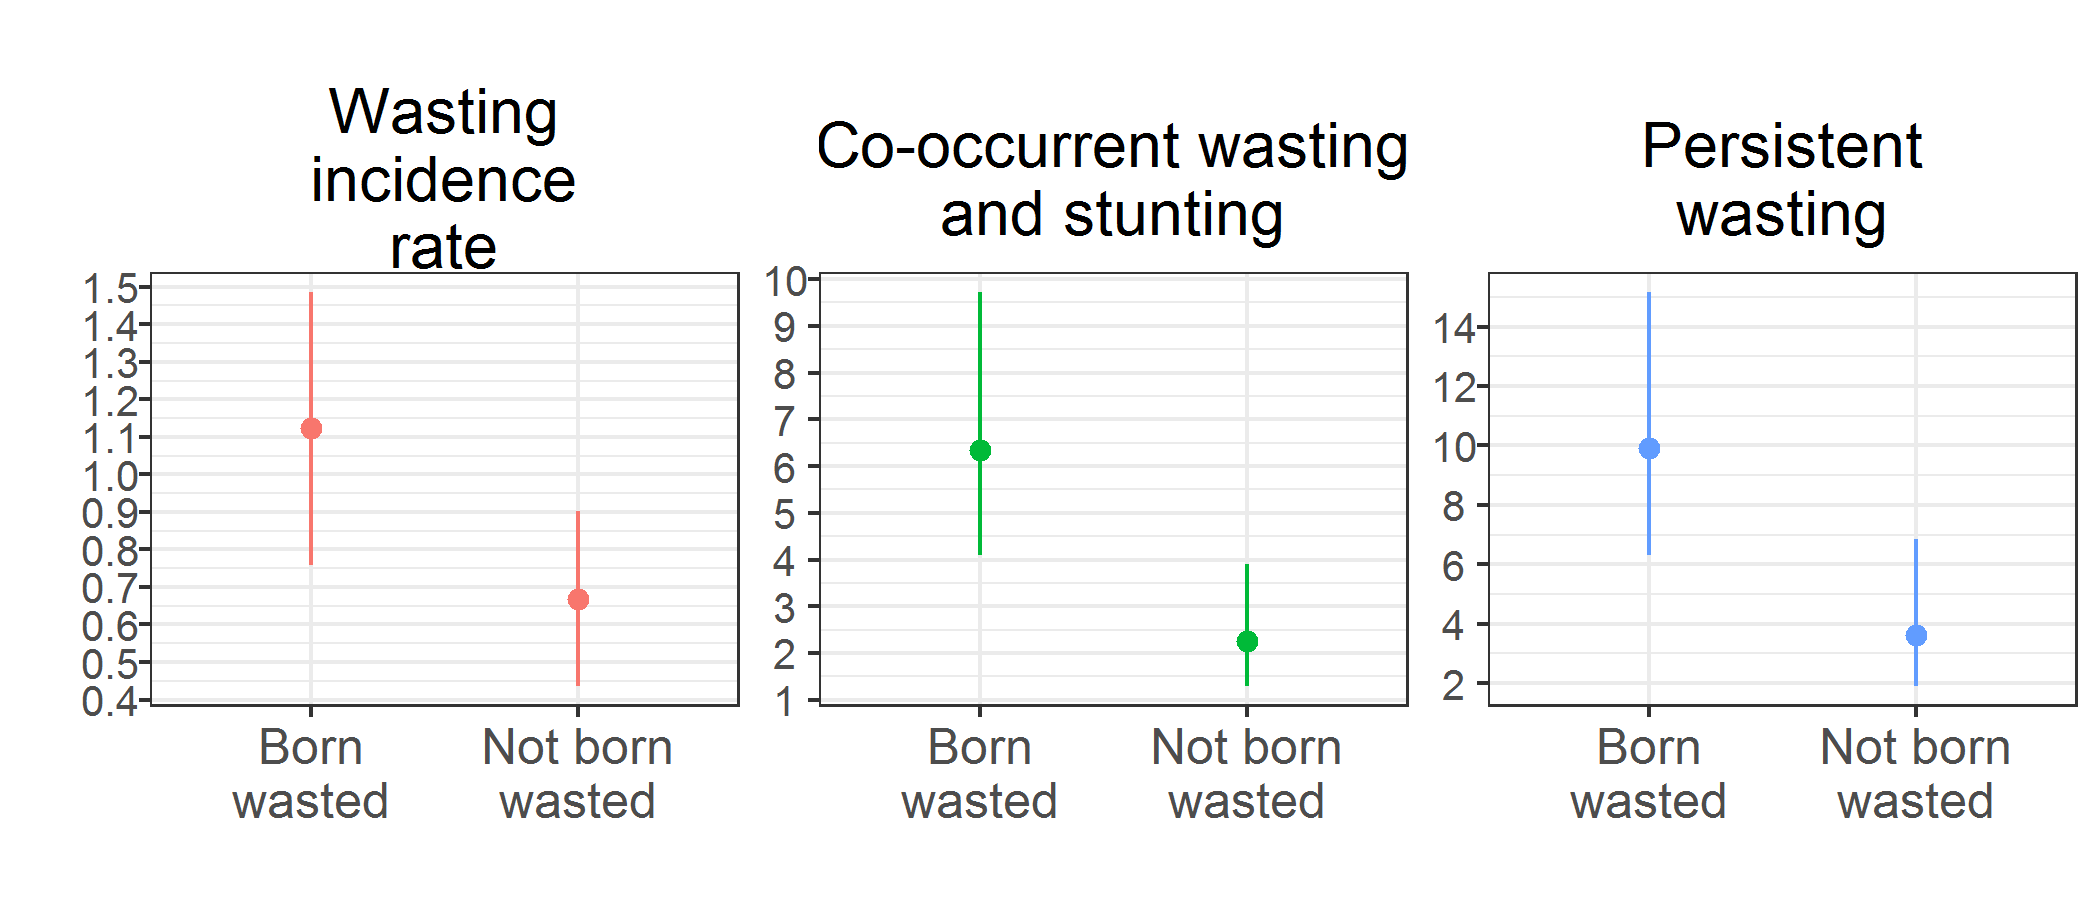 Wasting
incidence
rate
1.5
1.4
1.3
1.2
1.1
1.0
0.9
0.8
0.7
0.6
0.5
0.4
Born
wasted
Not born
wasted
Co-occurrent wasting
and stunting
10
9
8
7
6
5
4
3
2
1
Born
wasted
Not born
wasted
Persistent
wasting
14
12
10
8
6
4
2
Born
wasted
Not born
wasted